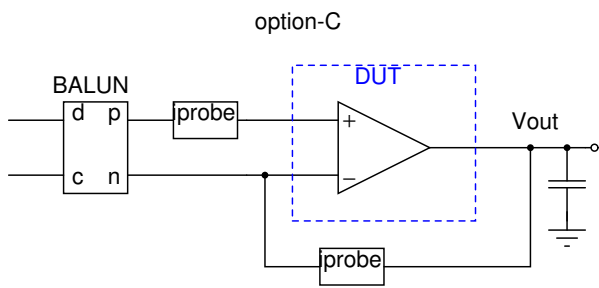 option-C
DUT
BALUN
d p
iprobe
+
Vout
c n
−
iprobe